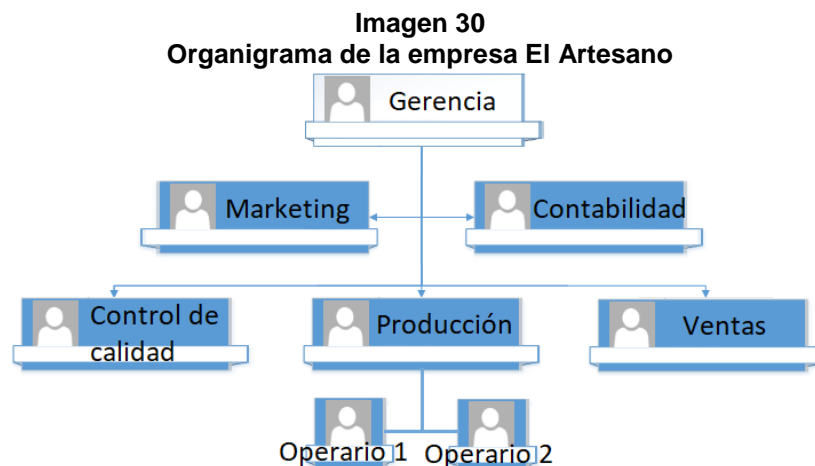 Imagen 30
Organigrama de la empresa El Artesano
Gerencia
Marketing
Contabilidad
Control de
calidad
Producción
Ventas
Operario 1
Operario 2